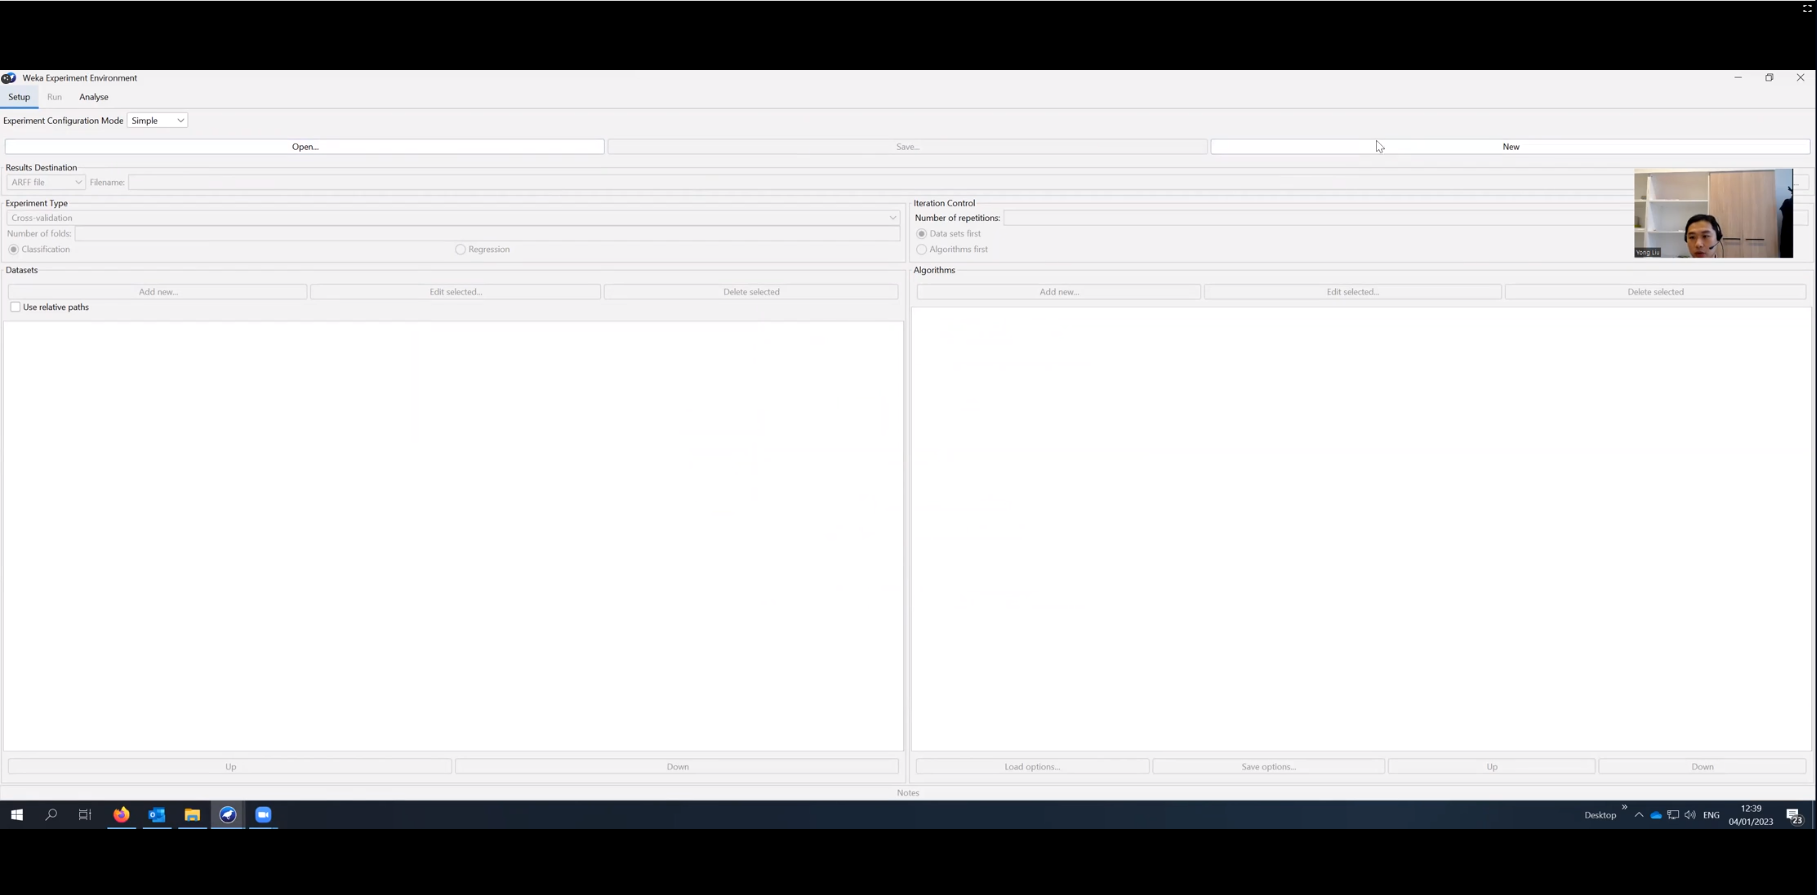 Weka Experiment Environment
Setup Run Analyse
Experiment Configuration Mode Simple
Open... Save... New
Results Destination
ARFF file Filename:
Experiment Type
Cross-validation
Number of folds:
Classification Regression
Iteration Control
Number of repetitions:
Data sets first
Algorithms first
Yong Liu
Datasets
Add new... Edit selected... Delete selected
Use relative paths
Algorithms
Add new... Edit selected... Delete selected
Up Down
Load options... Save options... Up Down
Notes
Desktop ENG 12:39
04/01/2023 23